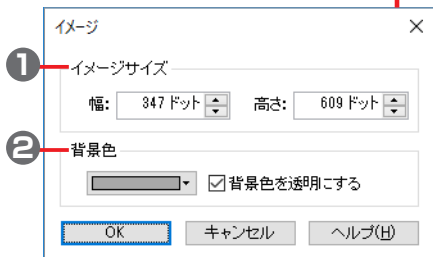 イメージ
1 イメージサイズ
幅: 347 ドット 高さ: 609 ドット
2 背景色
背景色を透明にする
OK キャンセル ヘルプ(H)